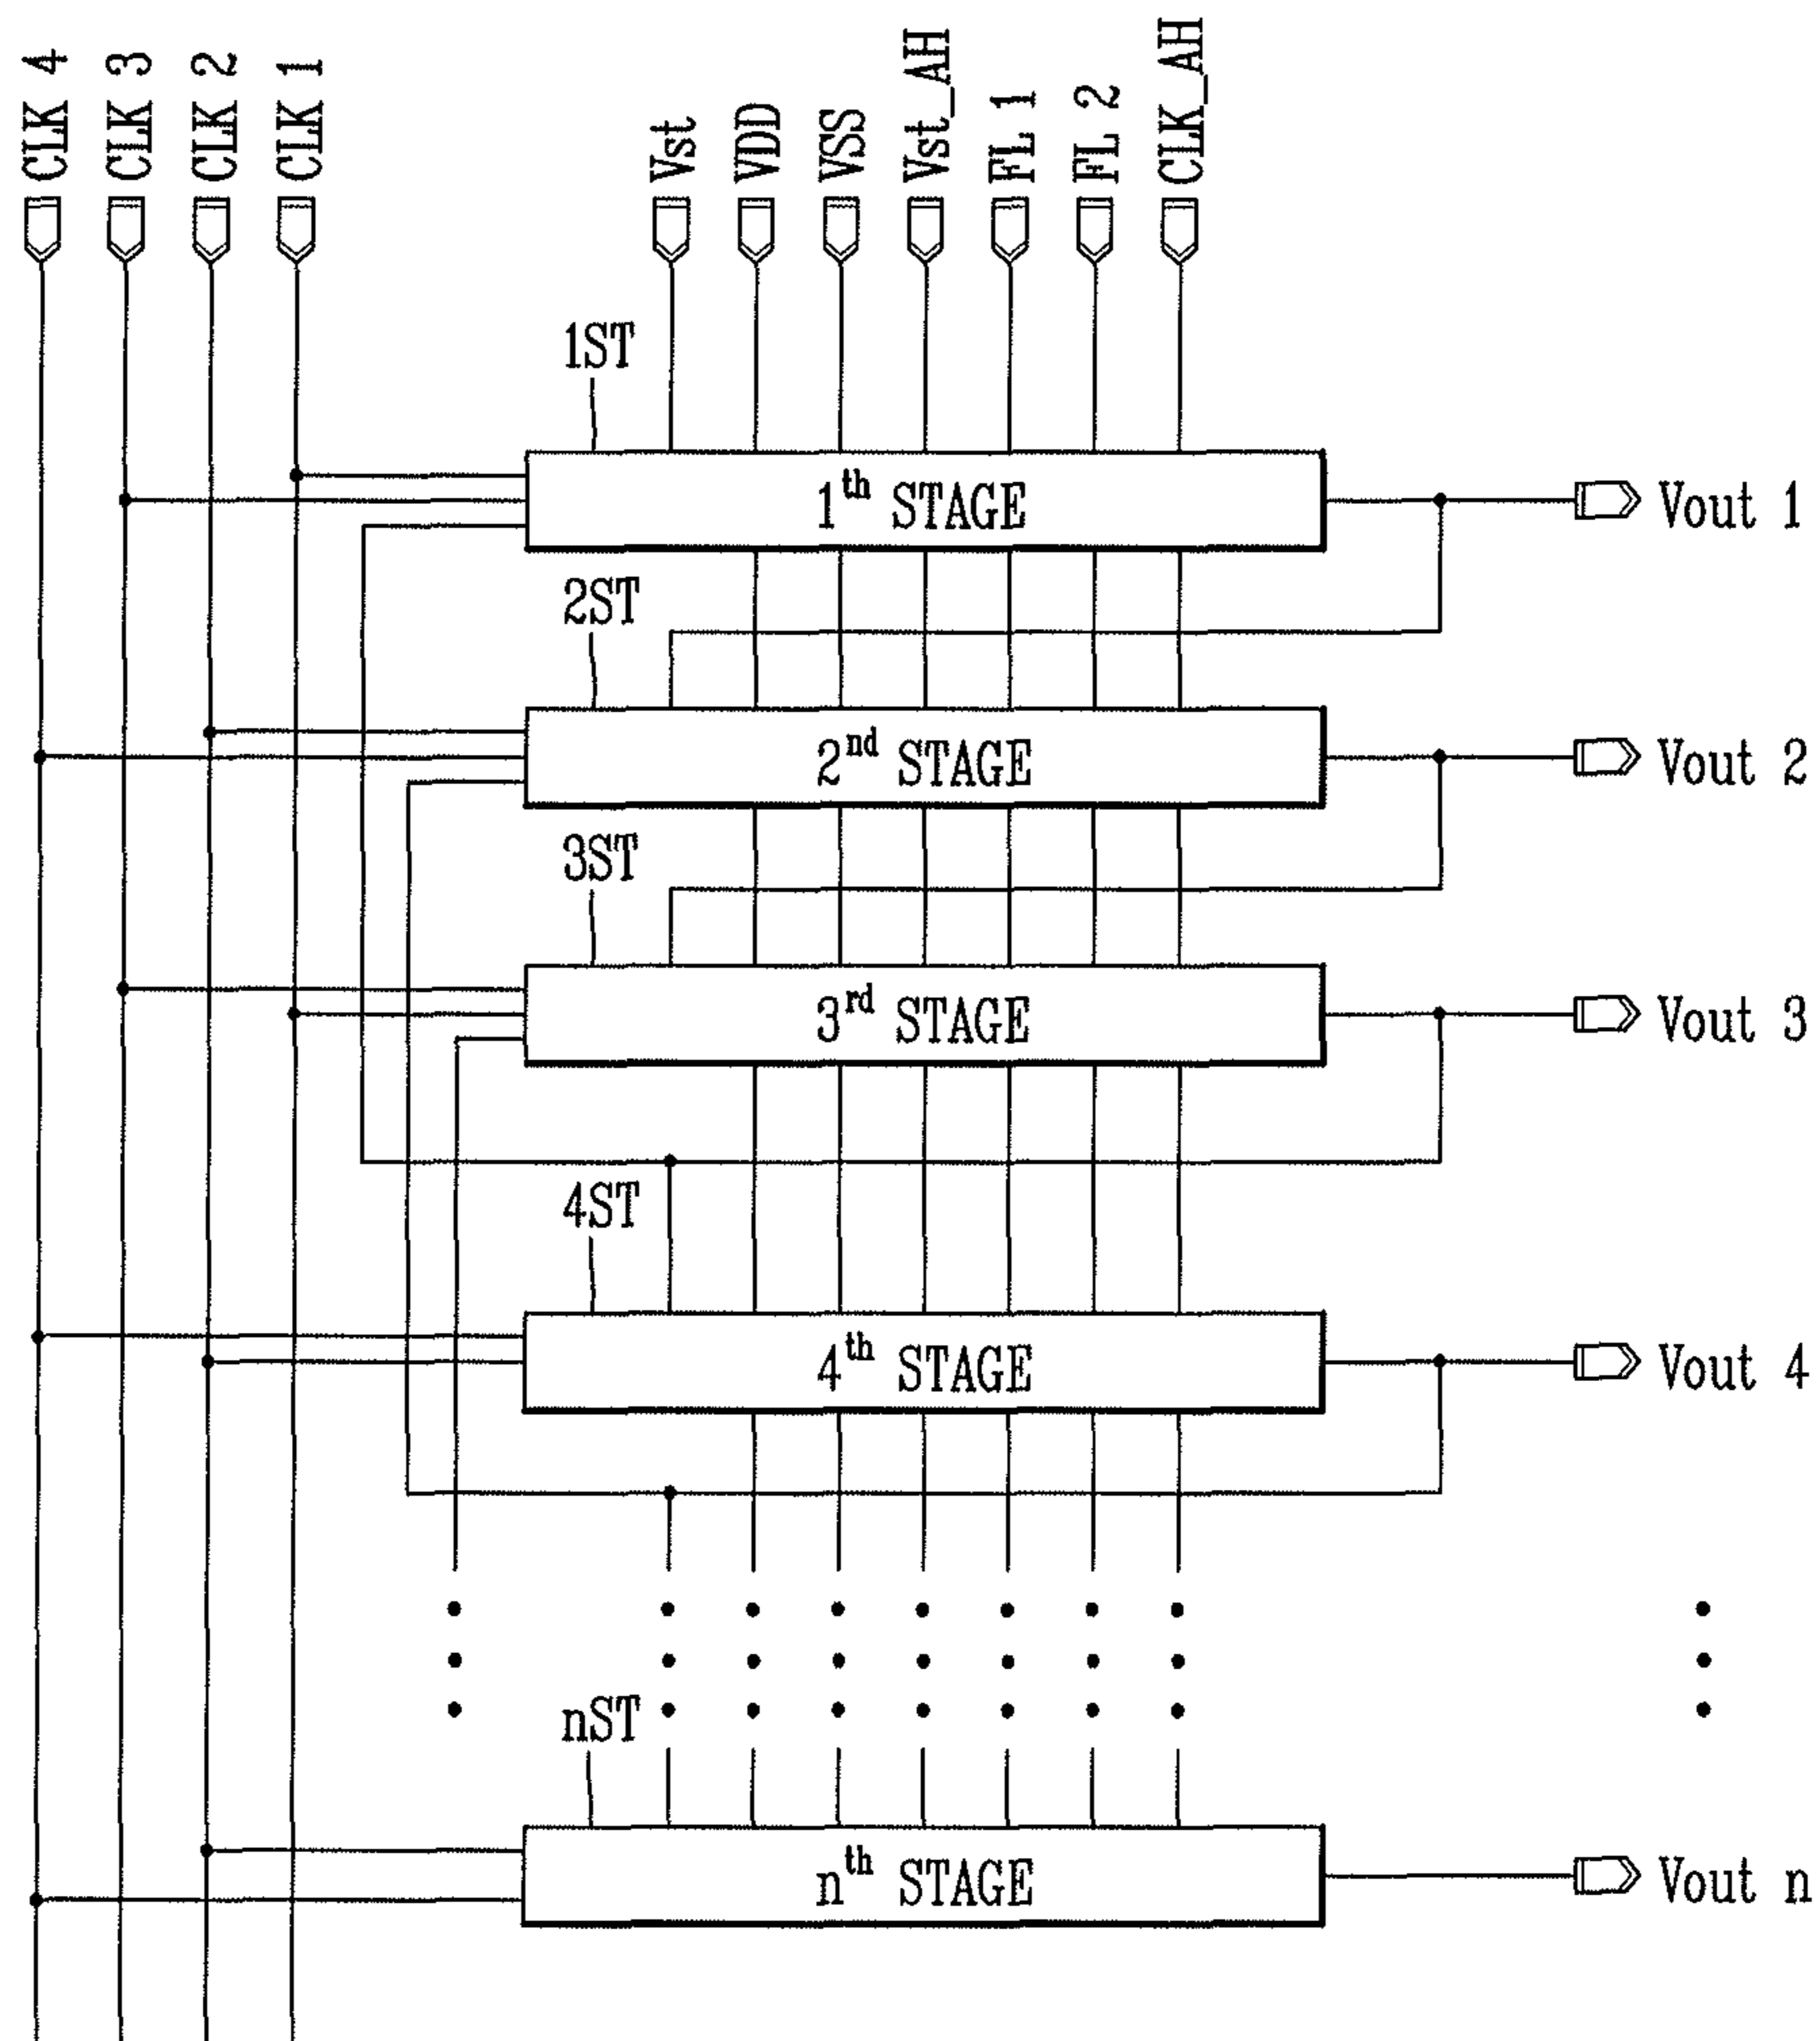 CLK 4
CLK 3
CLK 2
CLK 1
Vst
VDD
VSS
Vst_AH
FL 1
FL 2
CLK_AH
1ST
1th STAGE
Vout 1
2ST
2nd STAGE
Vout 2
3ST
3rd STAGE
Vout 3
4ST
4th STAGE
Vout 4
nST
nth STAGE
Vout n